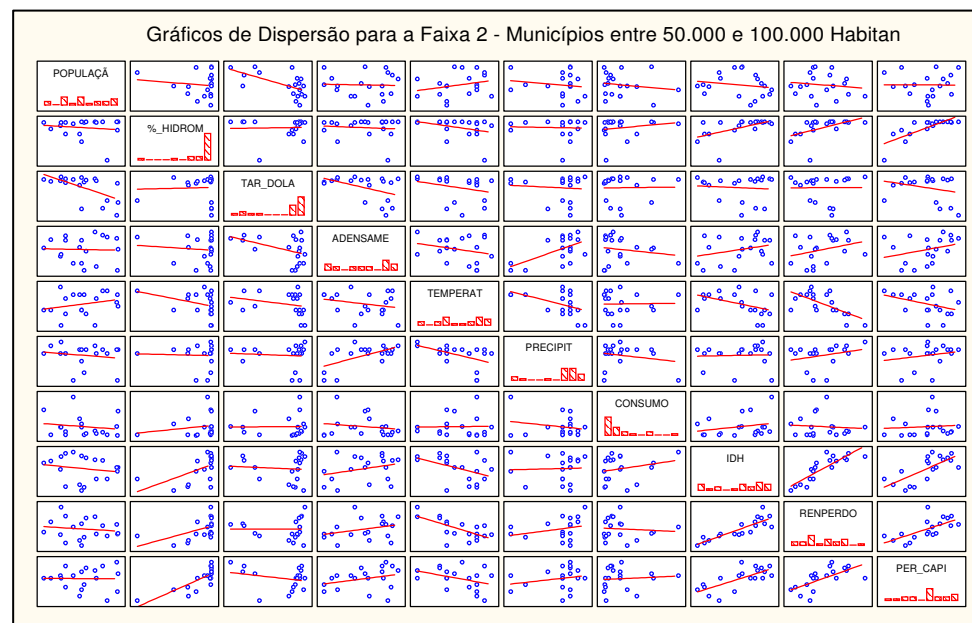 Gráficos de Dispersão para a Faixa 2 - Municípios entre 50.000 e 100.000 Habitan
POPULAÇÃ
%_HIDROM
TAR_DOLA
ADENSAME
TEMPERAT
PRECIPIT
CONSUMO
IDH
RENPERDO
PER_CAPI